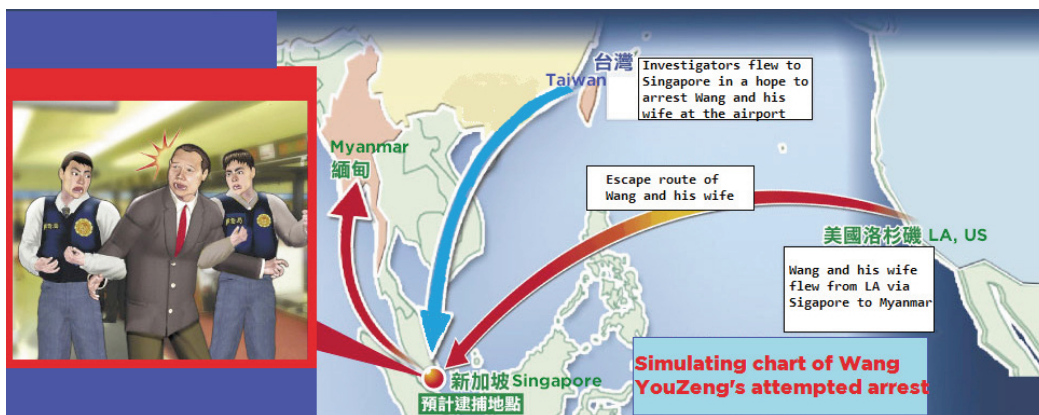 台灣
Taiwan
Investigators flew to
Singapore in a hope to
arrest Wang and his
wife at the airport
Myanmar
緬甸
Escape route of
Wang and his wife
美國洛杉磯 LA, US
Wang and his wife
flew from LA via
Sigapore to Myanmar
新加坡 Singapore
預計逮捕地點
Simulating chart of Wang
YouZeng's attempted arrest